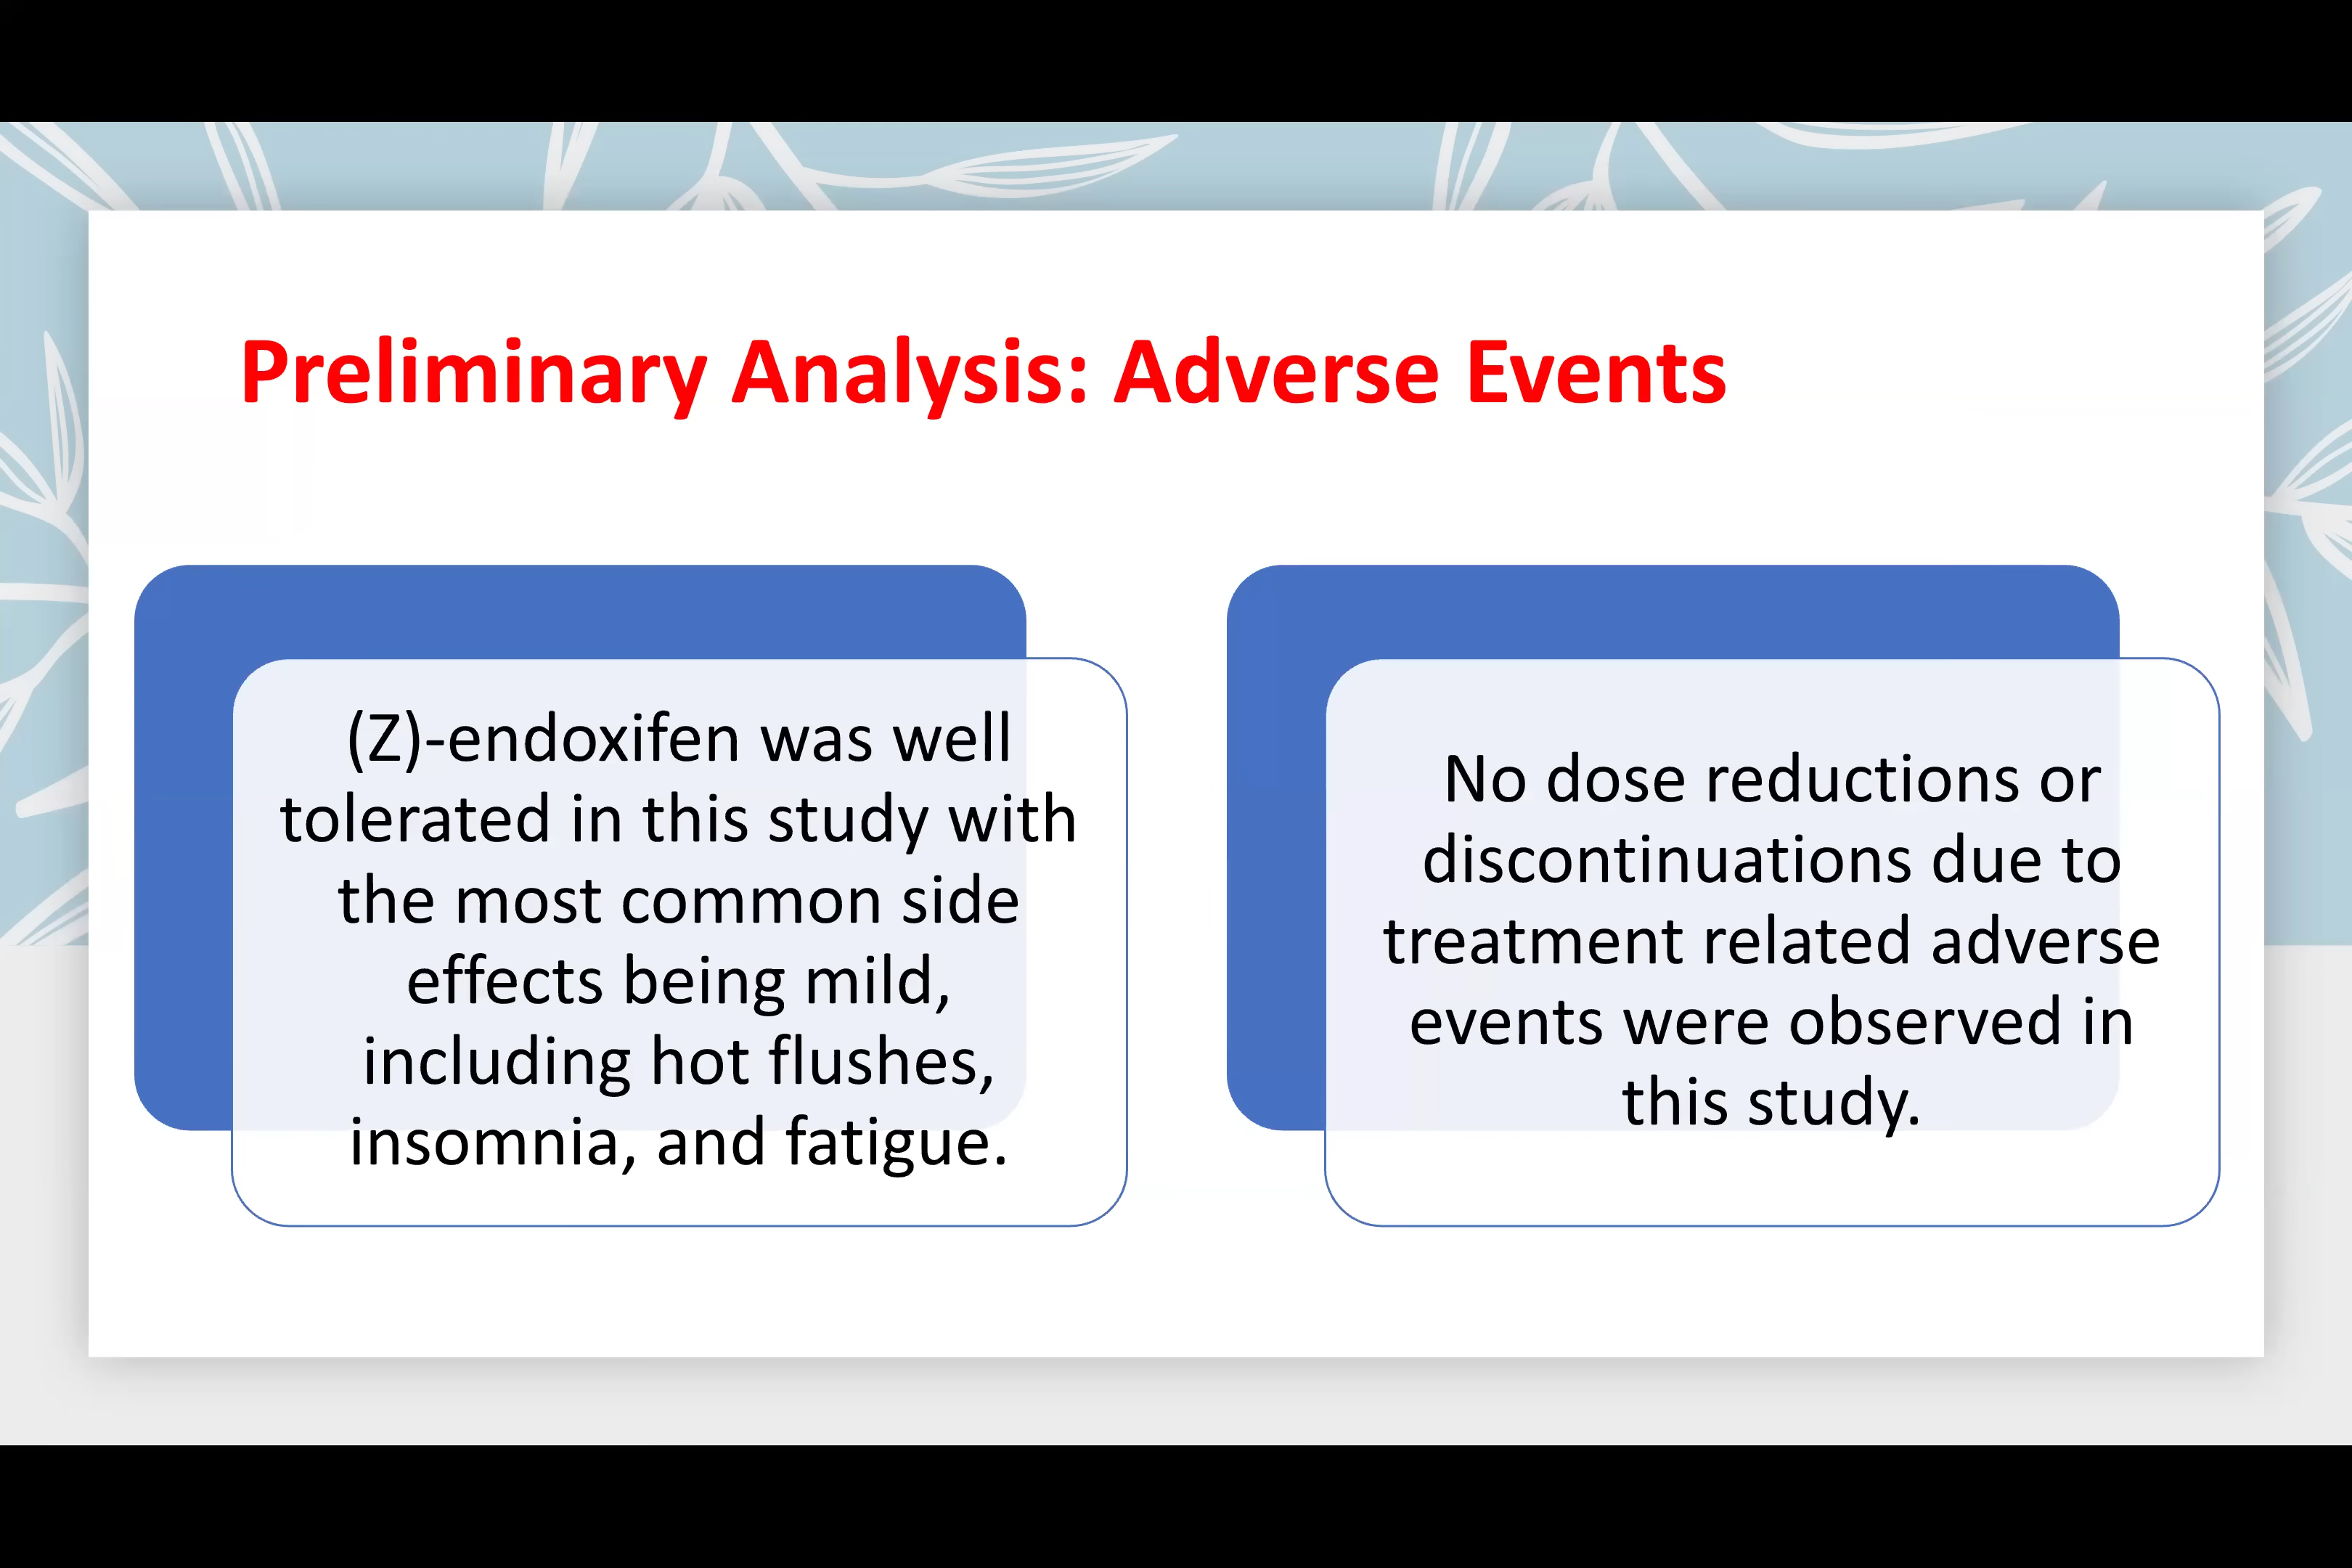 Preliminary Analysis: Adverse Events
(Z)-endoxifen was well
tolerated in this study with
the most common side
effects being mild,
including hot flushes,
insomnia, and fatigue.
No dose reductions or
discontinuations due to
treatment related adverse
events were observed in
this study.